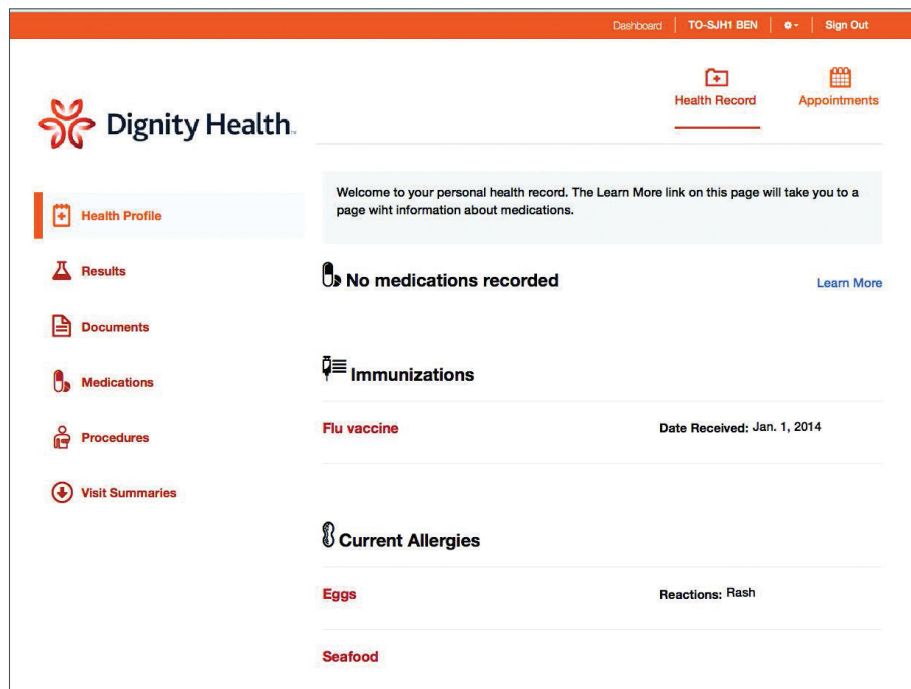 Dashboard TO-SJH1 BEN Sign Out
Health Record Appointments
Dignity Health™
Welcome to your personal health record. The Learn More link on this page will take you to a
page wiht information about medications.
Health Profile
Results
Documents
Medications
Procedures
Visit Summaries
No medications recorded Learn More
Immunizations
Flu vaccine Date Received: Jan. 1, 2014
Current Allergies
Eggs Reactions: Rash
Seafood